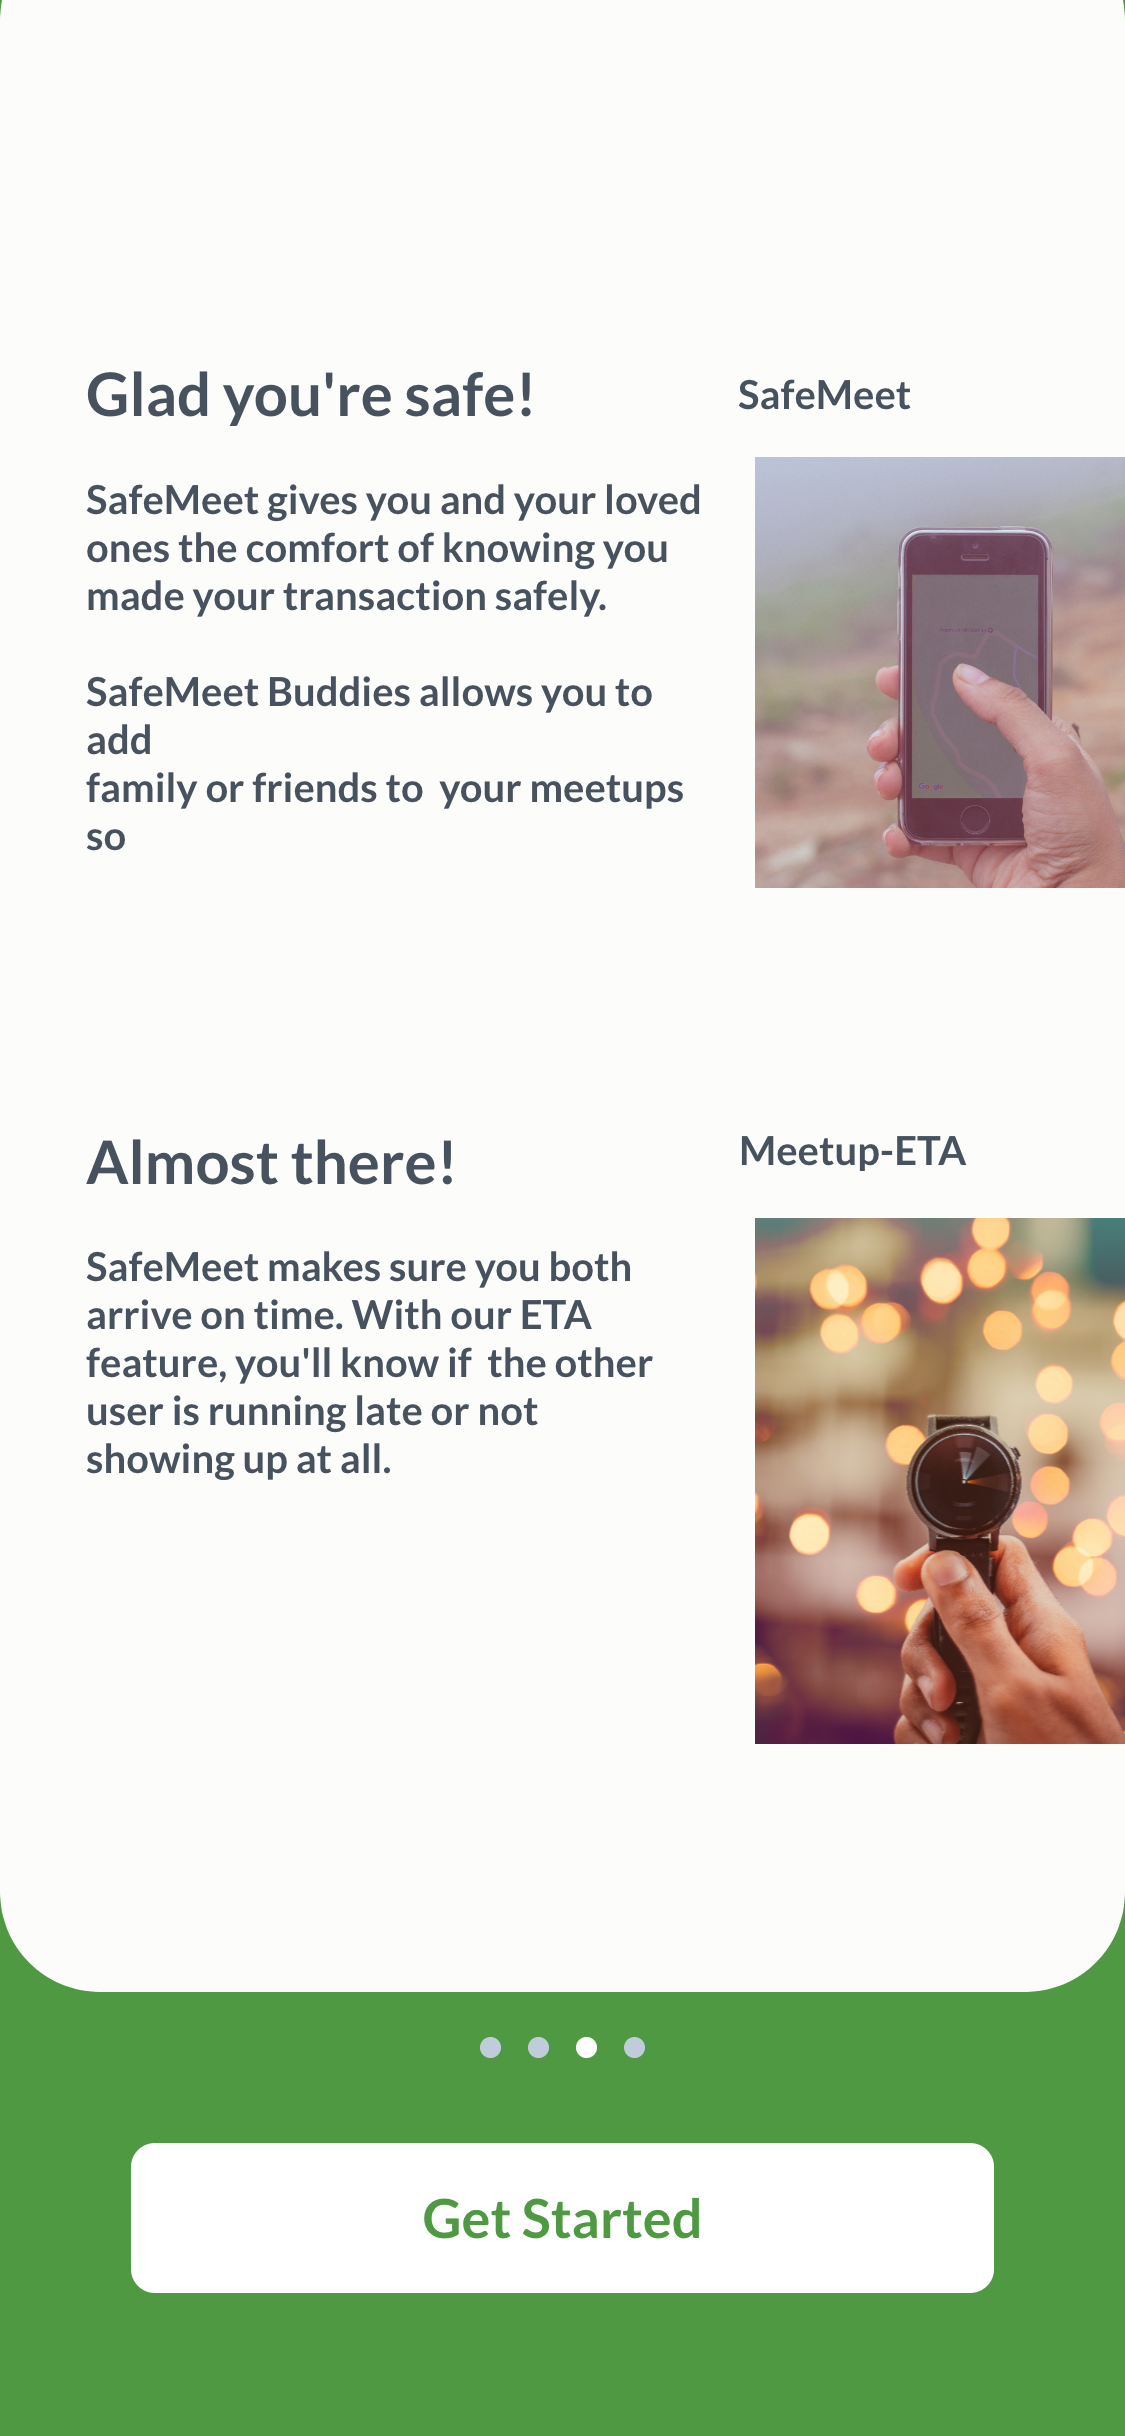 Glad you're safe!
SafeMeet
SafeMeet gives you and your loved
ones the comfort of knowing you
made your transaction safely.
SafeMeet Buddies allows you to
add
family or friends to  your meetups
so
Google
Almost there!
Meetup-ETA
SafeMeet makes sure you both
arrive on time. With our ETA
feature, you'll know if  the other
user is running late or not
showing up at all.
Get Started